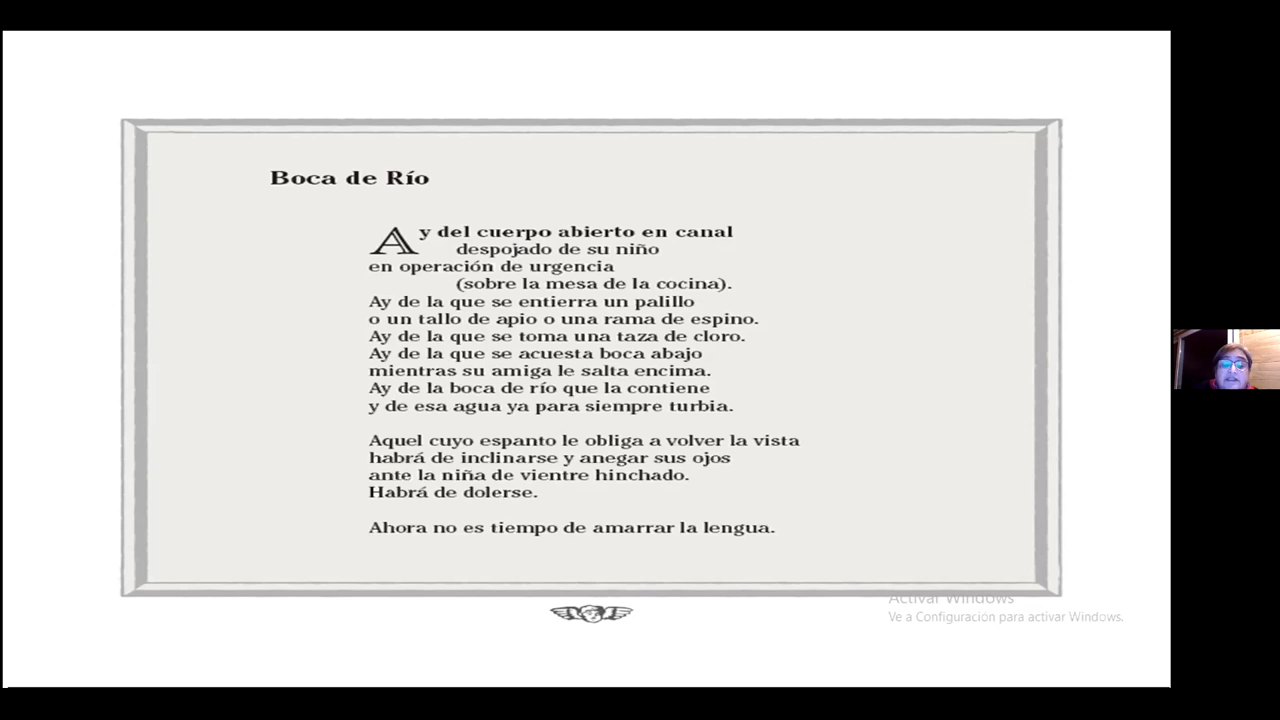 Boca de Río
Ay del cuerpo abierto en canal
despojado de su niño
en operación de urgencia
(sobre la mesa de la cocina).
Ay de la que se entierra un palillo
o un tallo de apio o una rama de espino.
Ay de la que se toma una taza de cloro.
Ay de la que se acuesta boca abajo
mientras su amiga le salta encima.
Ay de la boca de río que la contiene
y de esa agua ya para siempre turbia.
Aquel cuyo espanto le obliga a volver la vista
habrá de inclinarse y anegar sus ojos
ante la niña de vientre hinchado.
Habrá de dolerse.
Ahora no es tiempo de amarrar la lengua.
Activar Windows
Ve a Configuración para activar Windows.